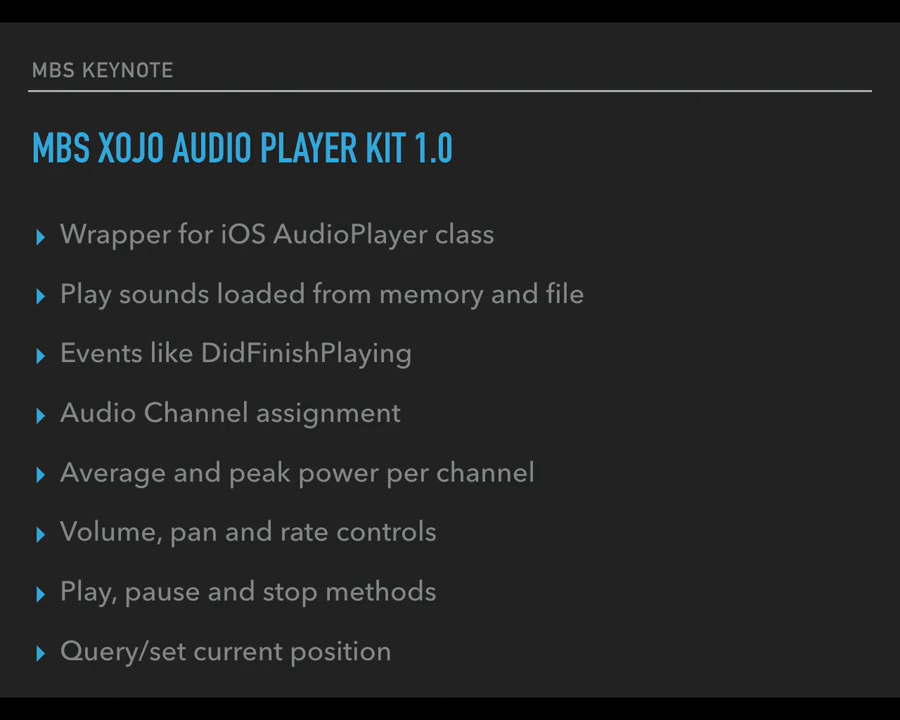 MBS KEYNOTE
MBS XOJO AUDIO PLAYER KIT 1.0
Wrapper for iOS AudioPlayer class
Play sounds loaded from memory and file
Events like DidFinishPlaying
Audio Channel assignment
Average and peak power per channel
Volume, pan and rate controls
Play, pause and stop methods
Query/set current position